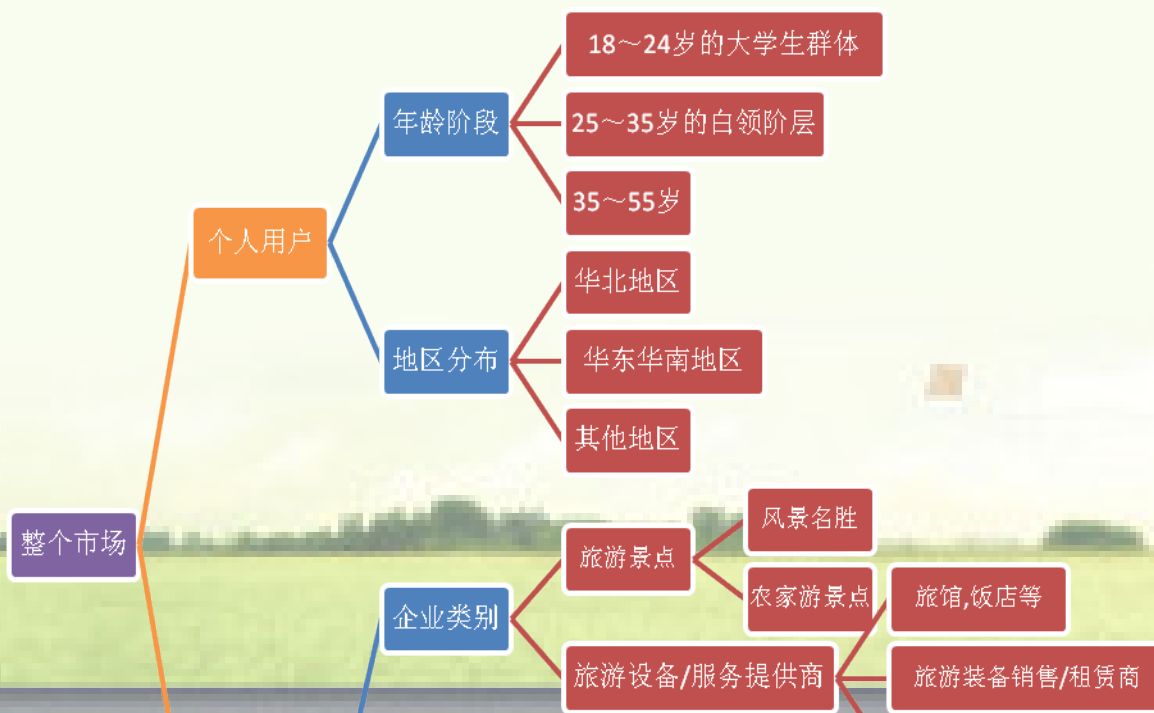 18～24岁的大学生群体
年龄阶段
25～35岁的白领阶层
35～55岁
个人用户
华北地区
地区分布
华东华南地区
其他地区
整个市场
风景名胜
旅游景点
农家游景点
旅馆,饭店等
企业类别
旅游设备/服务提供商
旅游装备销售/租赁商